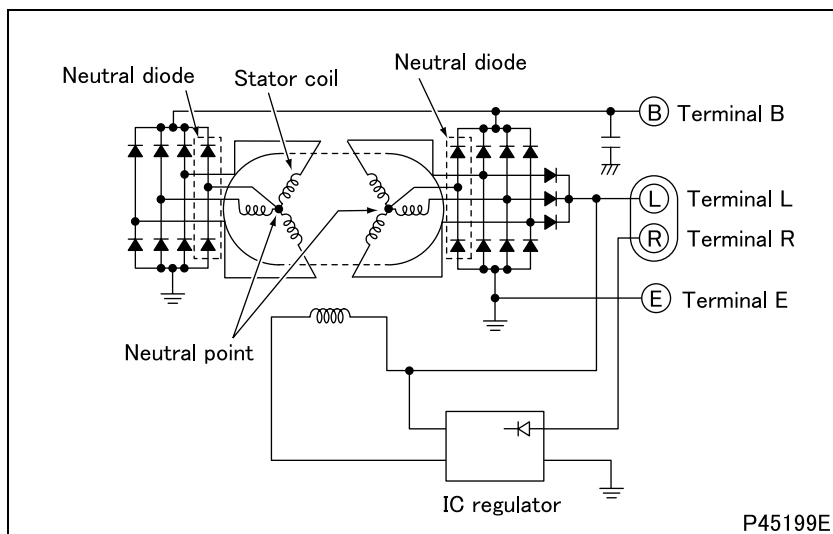 Neutral diode
Stator coil
Neutral diode
B Terminal B
L Terminal L
R Terminal R
E Terminal E
Neutral point
IC regulator
P45199E